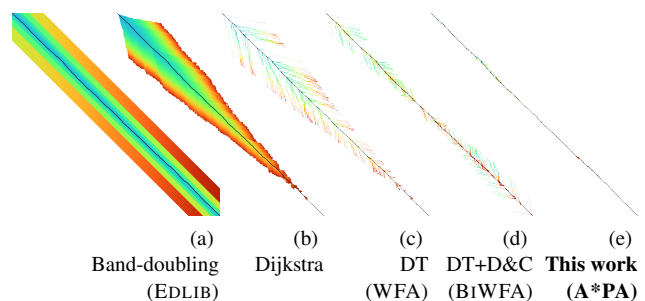 (a) (b) (c) (d) (e)
Band-doubling Dijkstra DT DT+D&C This work
(EDLIB) (WFA) (BIWFA) (A*PA)